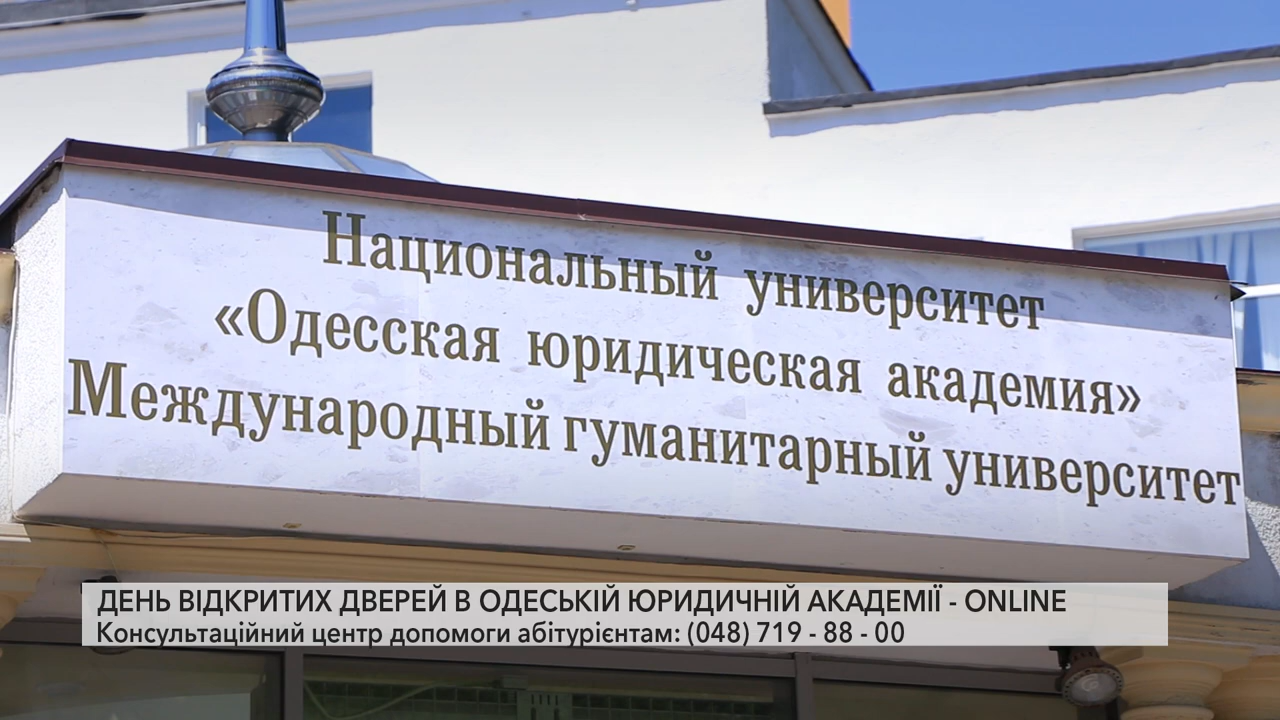 Национальный университет
«Одесская юридическая академия»
Международный гуманитарный университет
ДЕНЬ ВІДКРИТИХ ДВЕРЕЙ В ОДЕСЬКІЙ ЮРИДИЧНІЙ АКАДЕМІЇ - ONLINE
Консультаційний центр допомоги абітурієнтам: (048) 719 - 88 - 00